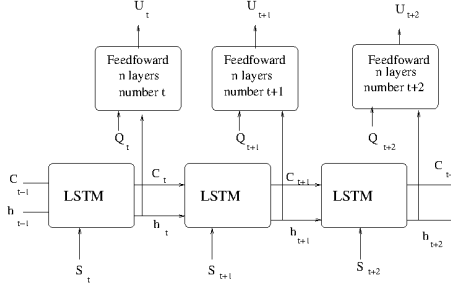 U t
U t+1
U t+2
Feedfoward
n layers
number t
Feedfoward
n layers
number t+1
Feedfoward
n layers
number t+2
Q t
Q t+1
Q t+2
C t-1
C t
C t+1
C t-
LSTM
LSTM
LSTM
h t-1
h t
h t+1
h t+2
S t
S t+1
S t+2